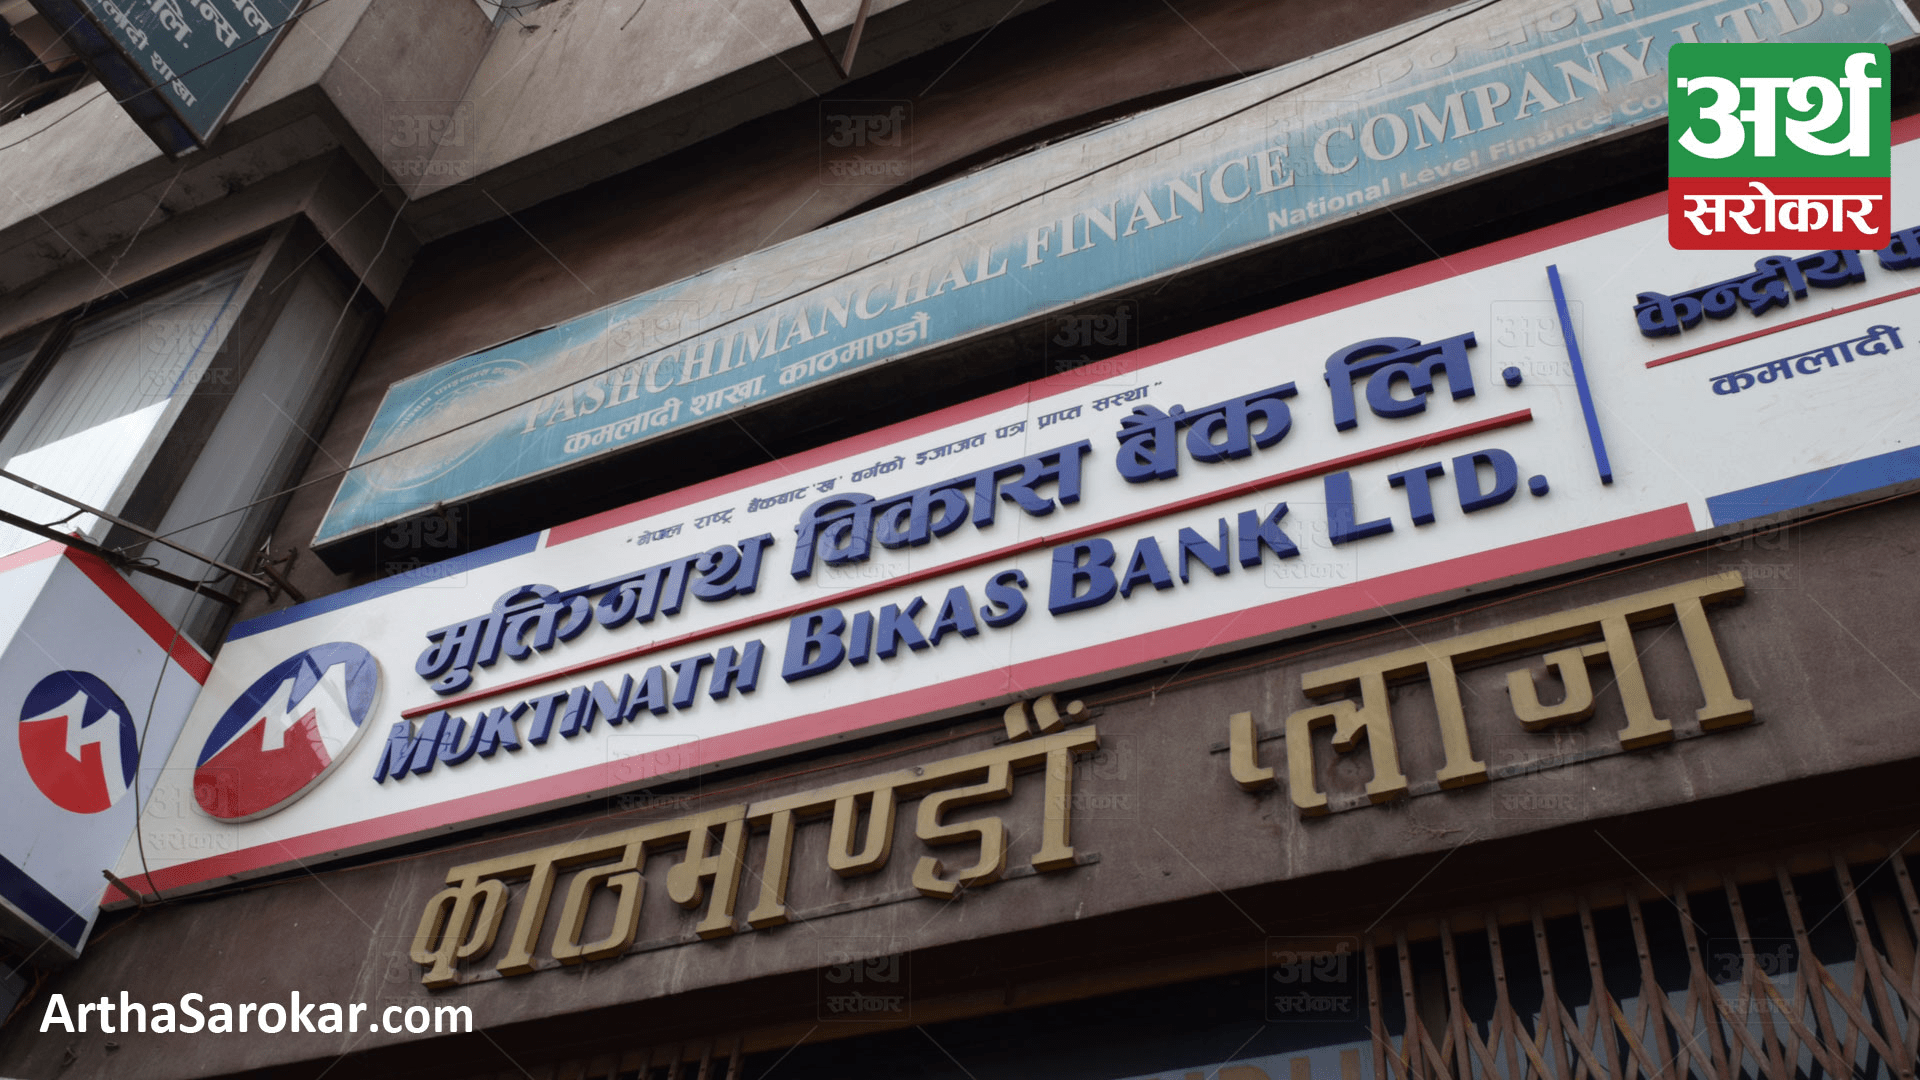 लि.
लादी शाखा
PASHCHIMANCHAL FINANCE COMPANY LTD.
National Level Finance
कमलादी शाखा, काठमाण्डौ
"नेपाल राष्ट्र बैंकबाट 'ख' वर्गको इजाजत पत्र प्राप्त संस्था"
मुक्तिनाथ विकास बैंक लि.
MUKTINATH BIKAS BANK LTD.
केन्द्रीय
कमलादी
काठमाण्डौं प्लाजा
अर्थ
सरोकार
ArthaSarokar.com